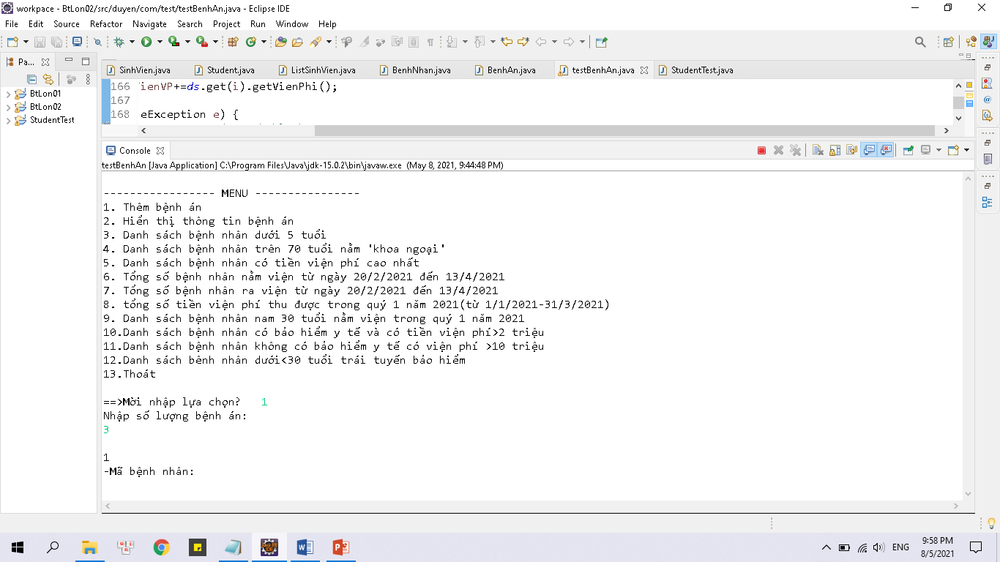 workpace - BtLon02/src/duyen/com/test/testBenhAn.java - Eclipse IDE
File Edit Source Refactor Navigate Search Project Run Window Help
Pa...
SinhVien.java Student.java ListSinhVien.java BenhNhan.java BenhAn.java testBenhAn.java StudentTest.java
BtLon01
BtLon02
StudentTest
166 ienVP+=ds.get(i).getVienPhi();
167
168 eException e) {
Console
testBenhAn [Java Application] C:\Program Files\Java\jdk-15.0.2\bin\javaw.exe (May 8, 2021, 9:44:48 PM)
----------------- MENU ----------------
1. Thêm bệnh án
2. Hiển thị thông tin bệnh án
3. Danh sách bệnh nhân dưới 5 tuổi
4. Danh sách bệnh nhân trên 70 tuổi nằm 'khoa ngoại'
5. Danh sách bệnh nhân có tiền viện phí cao nhất
6. Tổng số bệnh nhân nằm viện từ ngày 20/2/2021 đến 13/4/2021
7. Tổng số bệnh nhân ra viện từ ngày 20/2/2021 đến 13/4/2021
8. tổng số tiền viện phí thu được trong quý 1 năm 2021(từ 1/1/2021-31/3/2021)
9. Danh sách bệnh nhân nam 30 tuổi nằm viện trong quý 1 năm 2021
10.Danh sách bệnh nhân có bảo hiểm y tế và có tiền viện phí>2 triệu
11.Danh sách bệnh nhân không có bảo hiểm y tế có viện phí >10 triệu
12.Danh sách bênh nhân dưới<30 tuổi trái tuyến bảo hiểm
13.Thoát
==>Mời nhập lựa chọn? 1
Nhập số lượng bệnh án:
3
1
-Mã bệnh nhân:
ENG
9:58 PM
8/5/2021